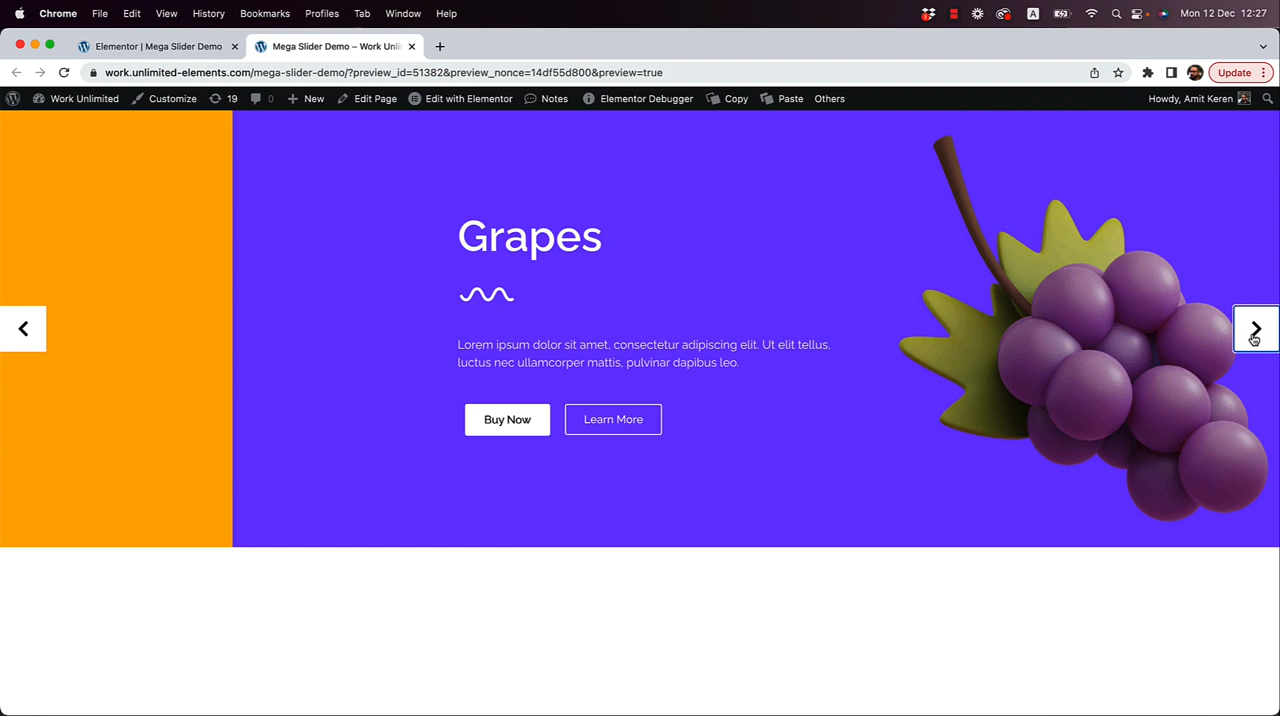 Chrome File Edit View History Bookmarks Profiles Tab Window Help A Mon 12 Dec 12:27
Elementor | Mega Slider Demo Mega Slider Demo – Work Unli
work.unlimited-elements.com/mega-slider-demo/?preview_id=51382&preview_nonce=14df55d800&preview=true Update
Work Unlimited Customize 19 0 New Edit Page Edit with Elementor Notes Elementor Debugger Copy Paste Others Howdy, Amit Keren
Grapes
Lorem ipsum dolor sit amet, consectetur adipiscing elit. Ut elit tellus,
luctus nec ullamcorper mattis, pulvinar dapibus leo.
Buy Now Learn More